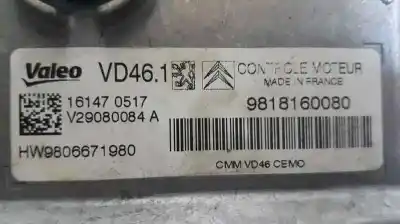 Valeo VD46.1 CONTROLE MOTEUR
MADE IN FRANCE
16147 0517
V29080084 A
9818160080
HW9806671980
CMM VD46 CEMO